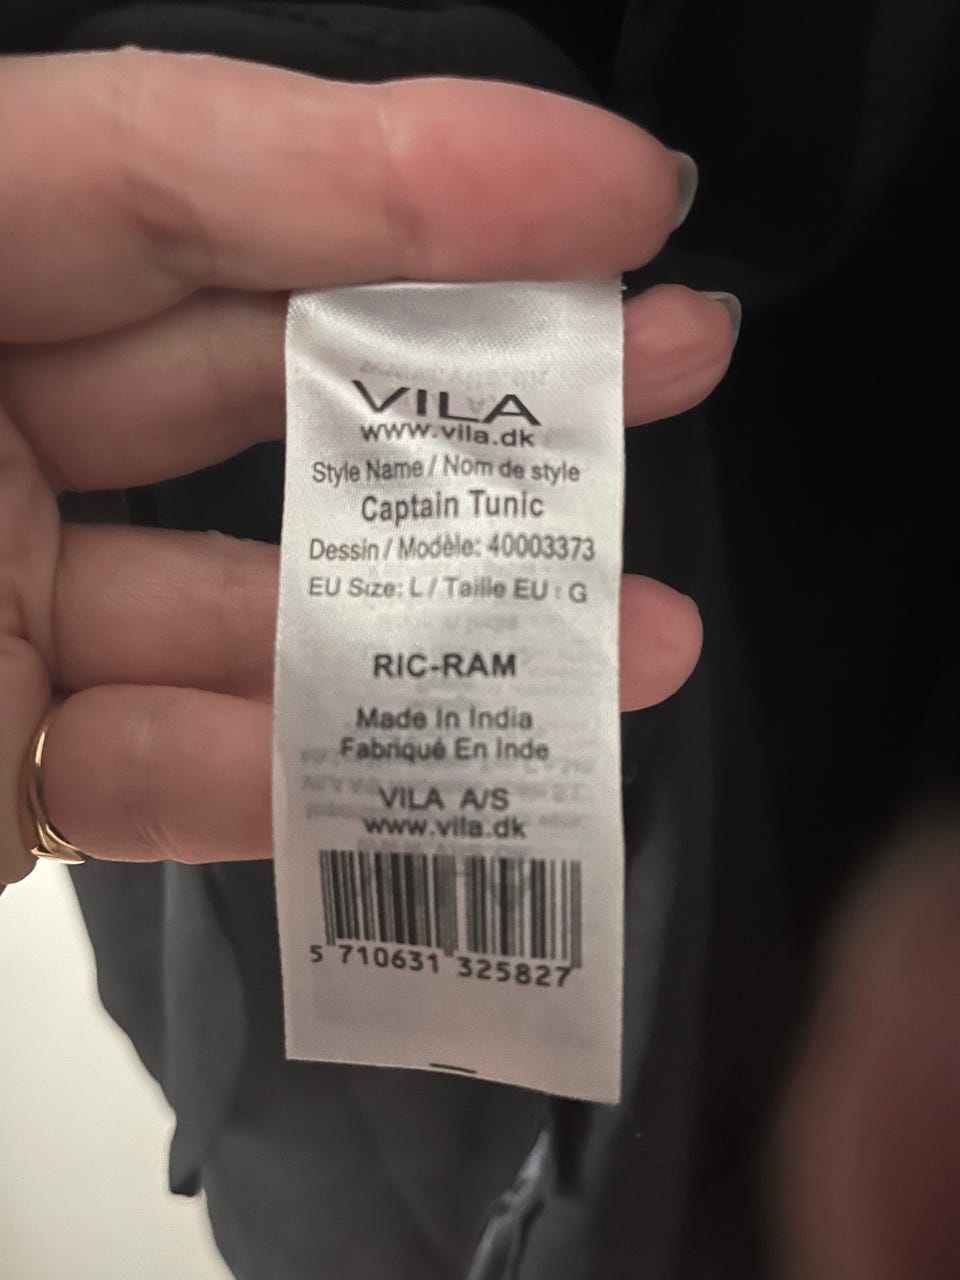 VILA
www.vila.dk
Style Name / Nom de style
Captain Tunic
Dessin / Modèle: 40003373
EU Size: L / Taille EU : G
RIC-RAM
Made In India
Fabriqué En Inde
VILA A/S
www.vila.dk
5 710631 325827